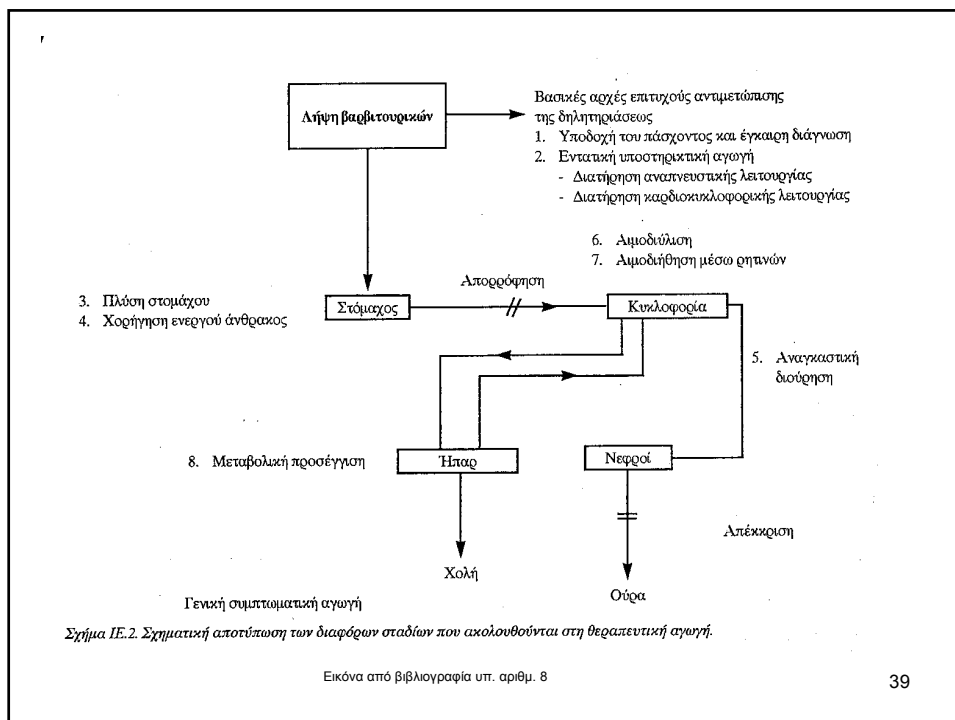 Λήψη βαρβιτουρικών
Βασικές αρχές επιτυχούς αντιμετώπισης
της δηλητηριάσεως
1. Υποδοχή του πάσχοντος και έγκαιρη διάγνωση
2. Εντατική υποστηρικτική αγωγή
- Διατήρηση αναπνευστικής λειτουργίας
- Διατήρηση καρδιοκυκλοφορικής λειτουργίας
6. Αιμοδιύλιση
7. Αιμοδιήθηση μέσω ρητινών
Απορρόφηση
3. Πλύση στομάχου
4. Χορήγηση ενεργού άνθρακος
Στόμαχος
Κυκλοφορία
5. Αναγκαστική
διούρηση
8. Μεταβολική προσέγγιση
Ήπαρ
Νεφροί
Απέκκριση
Χολή
Ούρα
Γενική συμπτωματική αγωγή
Σχήμα ΙΕ.2. Σχηματική αποτύπωση των διαφόρων σταδίων που ακολουθούνται στη θεραπευτική αγωγή.
Εικόνα από βιβλιογραφία υπ. αριθμ. 8
39